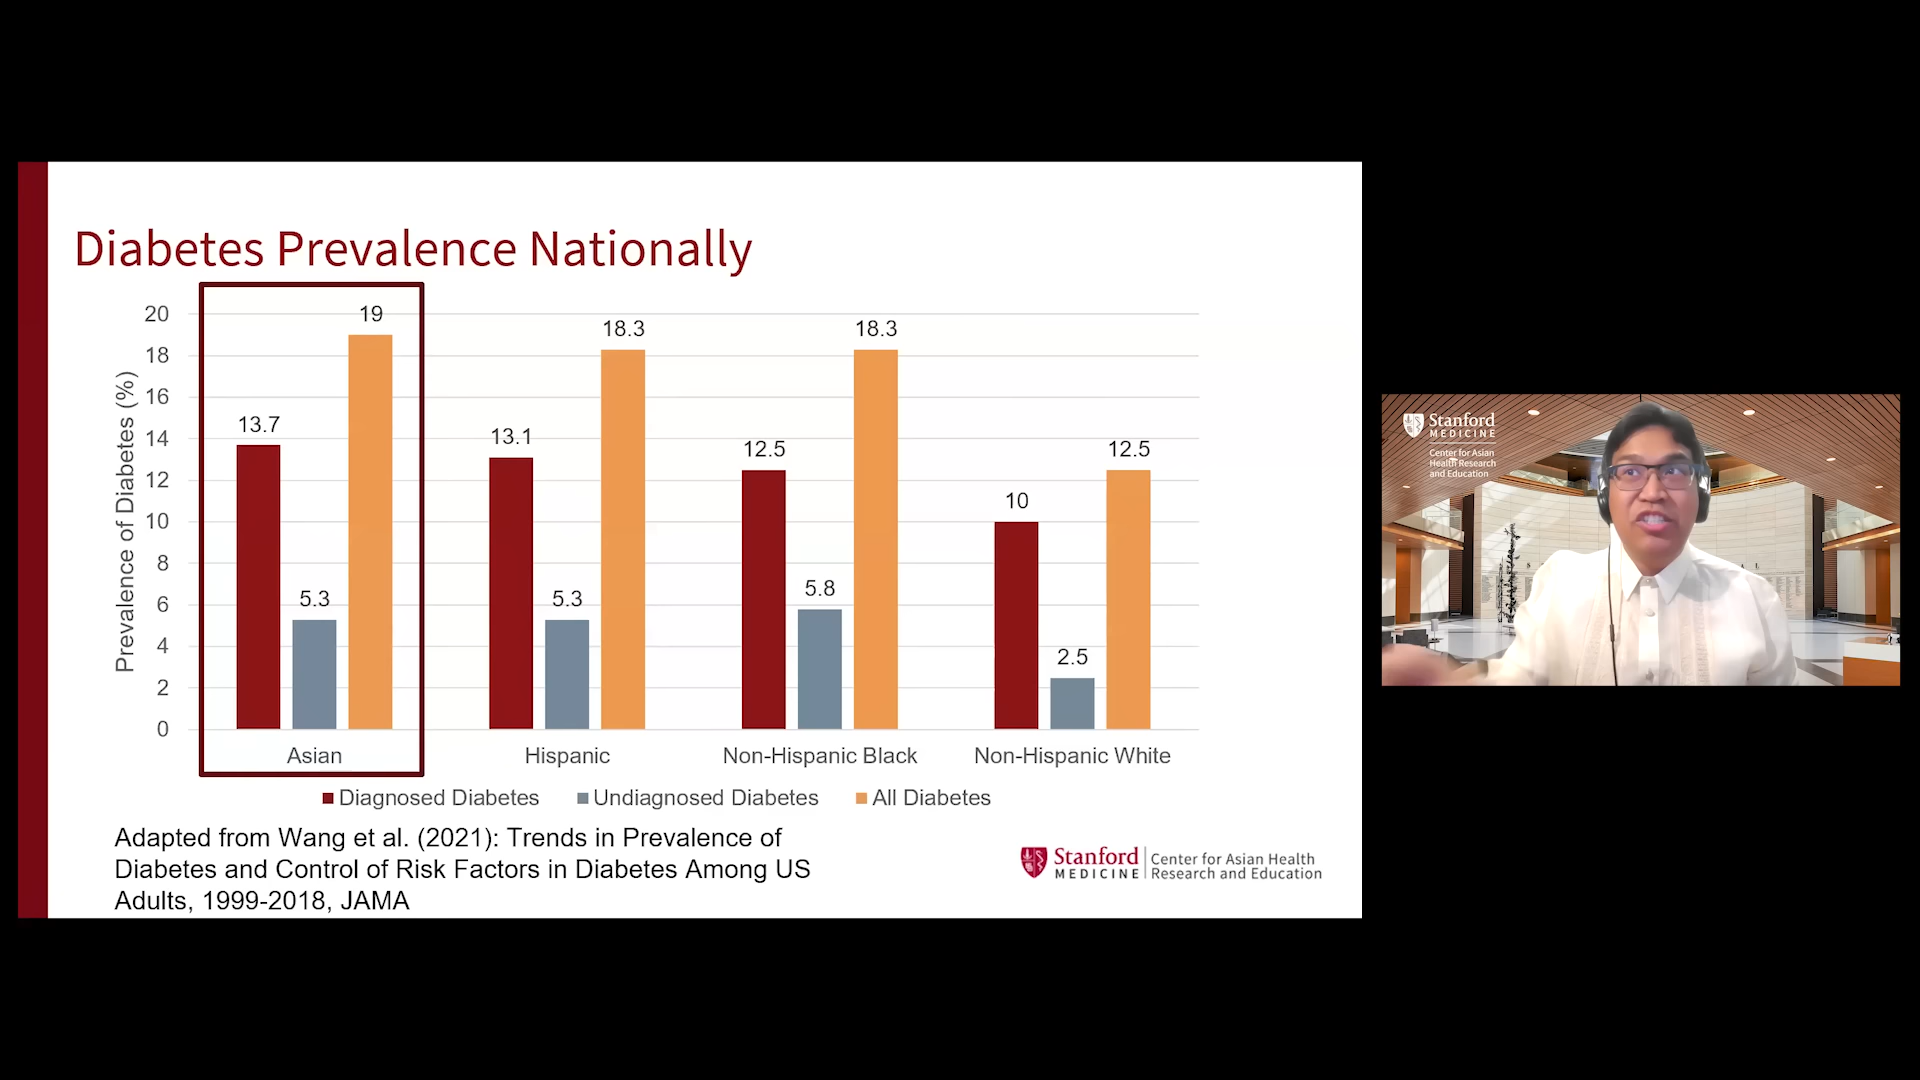 Diabetes Prevalence Nationally
Prevalence of Diabetes (%)
20
18
16
14
12
10
8
6
4
2
0
13.7
5.3
19
13.1
5.3
18.3
12.5
5.8
18.3
10
2.5
12.5
Asian
Hispanic
Non-Hispanic Black
Non-Hispanic White
Diagnosed Diabetes
Undiagnosed Diabetes
All Diabetes
Adapted from Wang et al. (2021): Trends in Prevalence of
Diabetes and Control of Risk Factors in Diabetes Among US
Adults, 1999-2018, JAMA
Stanford
MEDICINE
Center for Asian Health
Research and Education
Stanford
MEDICINE
Center for Asian
Health Research
and Education